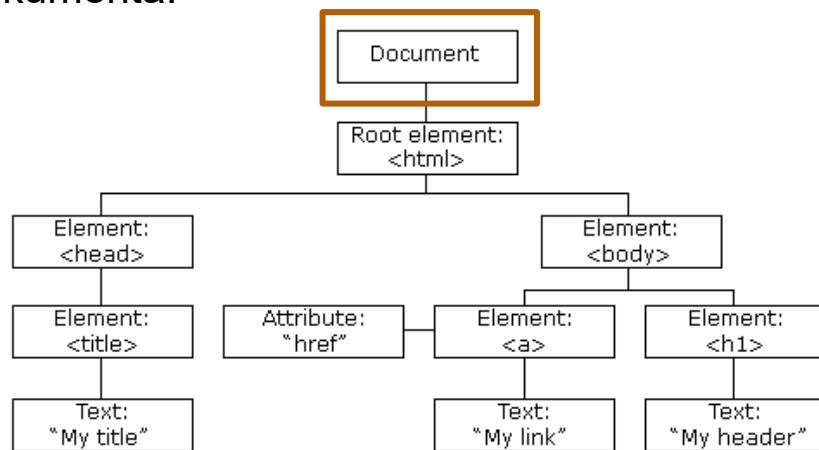 Document
Root element:
<html>
Element:
<head>
Element:
<body>
Element:
<title>
Attribute:
“href”
Element:
<a>
Element:
<h1>
Text:
“My title”
Text:
“My link”
Text:
“My header”